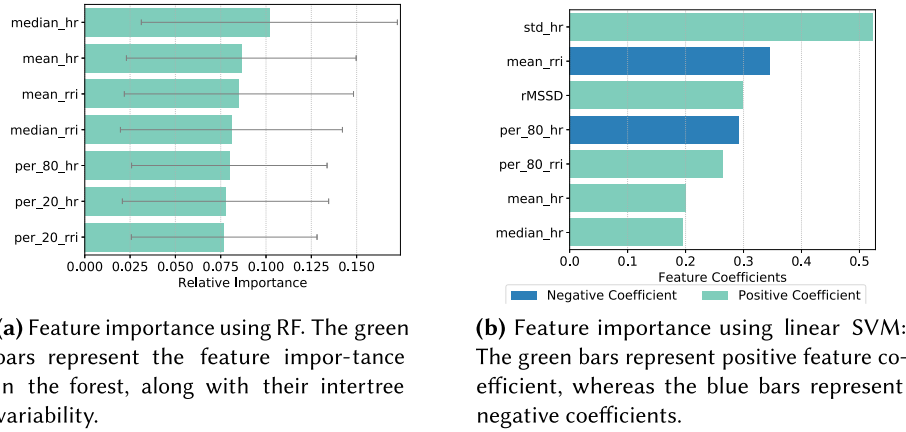 median_hr
mean_hr
mean_rri
median_rri
per_80_hr
per_20_hr
per_20_rri
0.000 0.025 0.050 0.075 0.100 0.125 0.150
Relative Importance
std_hr
mean_rri
rMSSD
per_80_hr
per_80_rri
mean_hr
median_hr
0.0 0.1 0.2 0.3 0.4 0.5
Feature Coefficients
Negative Coefficient Positive Coefficient
(a) Feature importance using RF. The green
bars represent the feature impor-tance
in the forest, along with their intertree
variability.
(b) Feature importance using linear SVM:
The green bars represent positive feature co-
efficient, whereas the blue bars represent
negative coefficients.